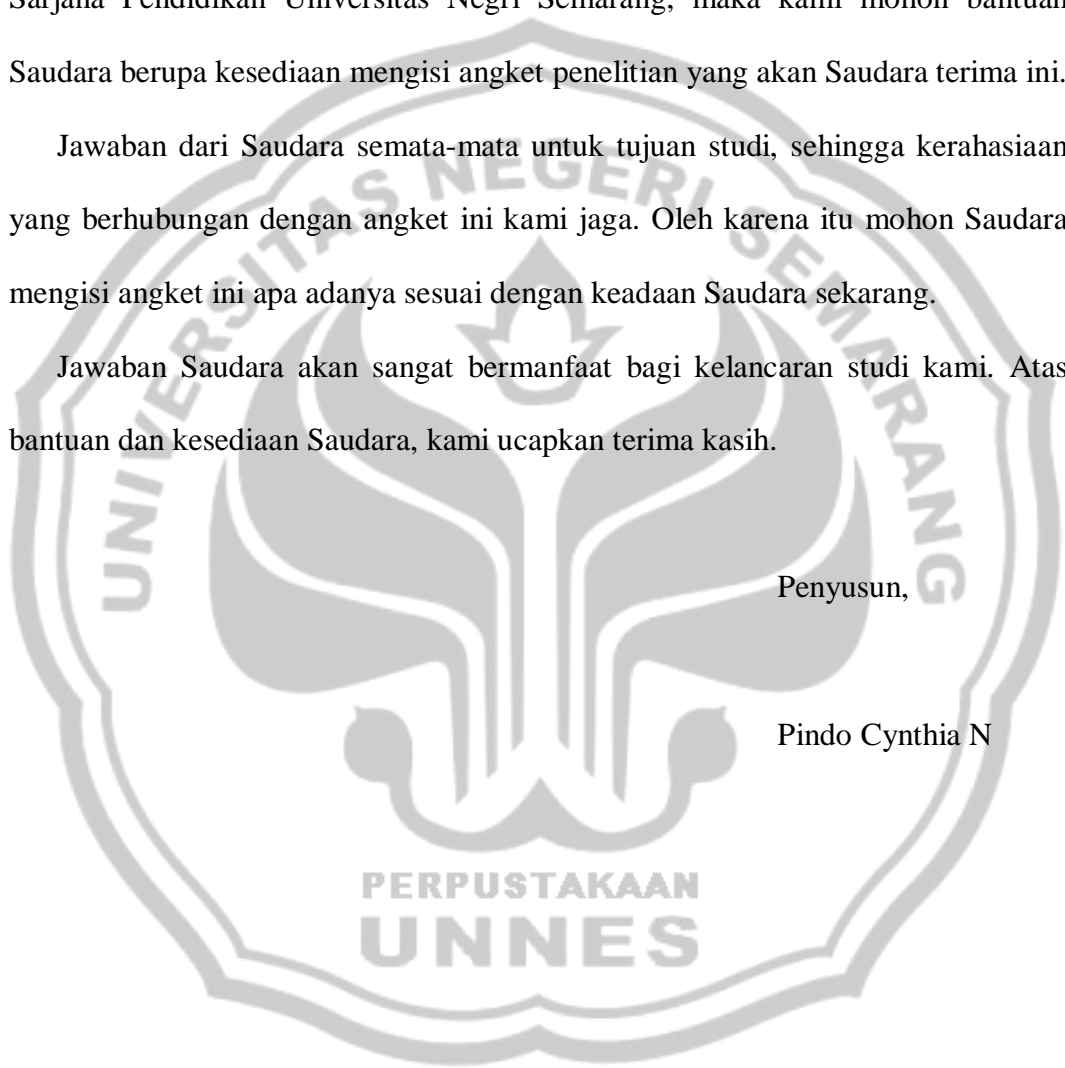 Sarjana Pendidikan Universitas Negri Semarang, maka kami mohon bantuan
Saudara berupa kesediaan mengisi angket penelitian yang akan Saudara terima ini.
Jawaban dari Saudara semata-mata untuk tujuan studi, sehingga kerahasiaan
yang berhubungan dengan angket ini kami jaga. Oleh karena itu mohon Saudara
mengisi angket ini apa adanya sesuai dengan keadaan Saudara sekarang.
Jawaban Saudara akan sangat bermanfaat bagi kelancaran studi kami. Atas
bantuan dan kesediaan Saudara, kami ucapkan terima kasih.
Penyusun,
Pindo Cynthia N
UNIVERSITAS NEGERI SEMARANG
PERPUSTAKAAN
UNNES